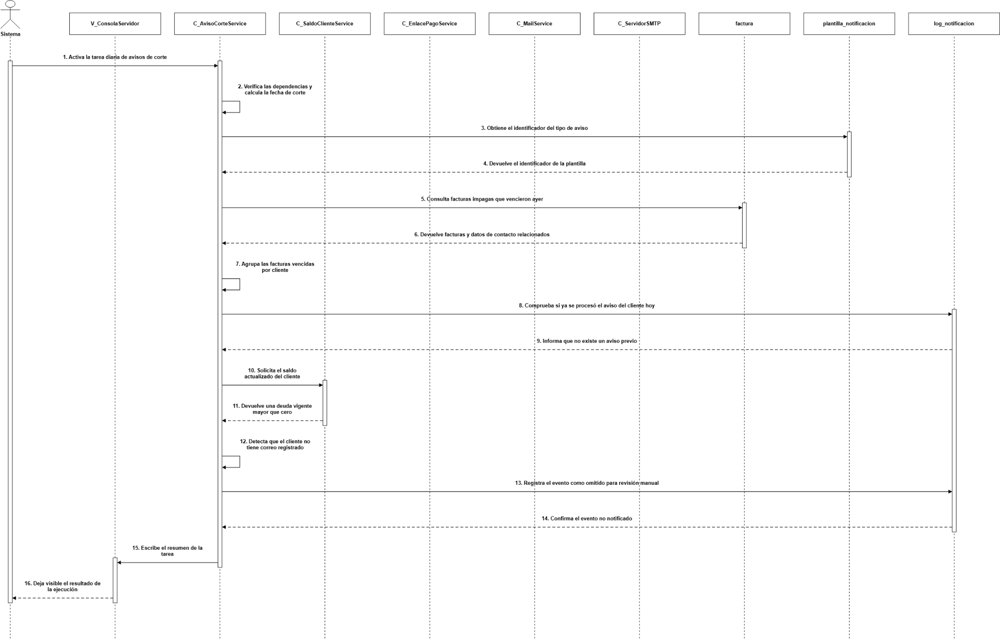 Sistema
V_ConsolaServidor
C_AvisoCorteService
C_SaldoClienteService
C_EnlacePagoService
C_MailService
C_ServidorSMTP
factura
plantilla_notificacion
log_notificacion
1. Activa la tarea diaria de avisos de corte
2. Verifica las dependencias y
calcula la fecha de corte
3. Obtiene el identificador del tipo de aviso
4. Devuelve el identificador de la plantilla
5. Consulta facturas impagas que vencieron ayer
6. Devuelve facturas y datos de contacto relacionados
7. Agrupa las facturas vencidas
por cliente
8. Comprueba si ya se procesó el aviso del cliente hoy
9. Informa que no existe un aviso previo
10. Solicita el saldo
actualizado del cliente
11. Devuelve una deuda vigente
mayor que cero
12. Detecta que el cliente no
tiene correo registrado
13. Registra el evento como omitido para revisión manual
14. Confirma el evento no notificado
15. Escribe el resumen de la
tarea
16. Deja visible el resultado de
la ejecución